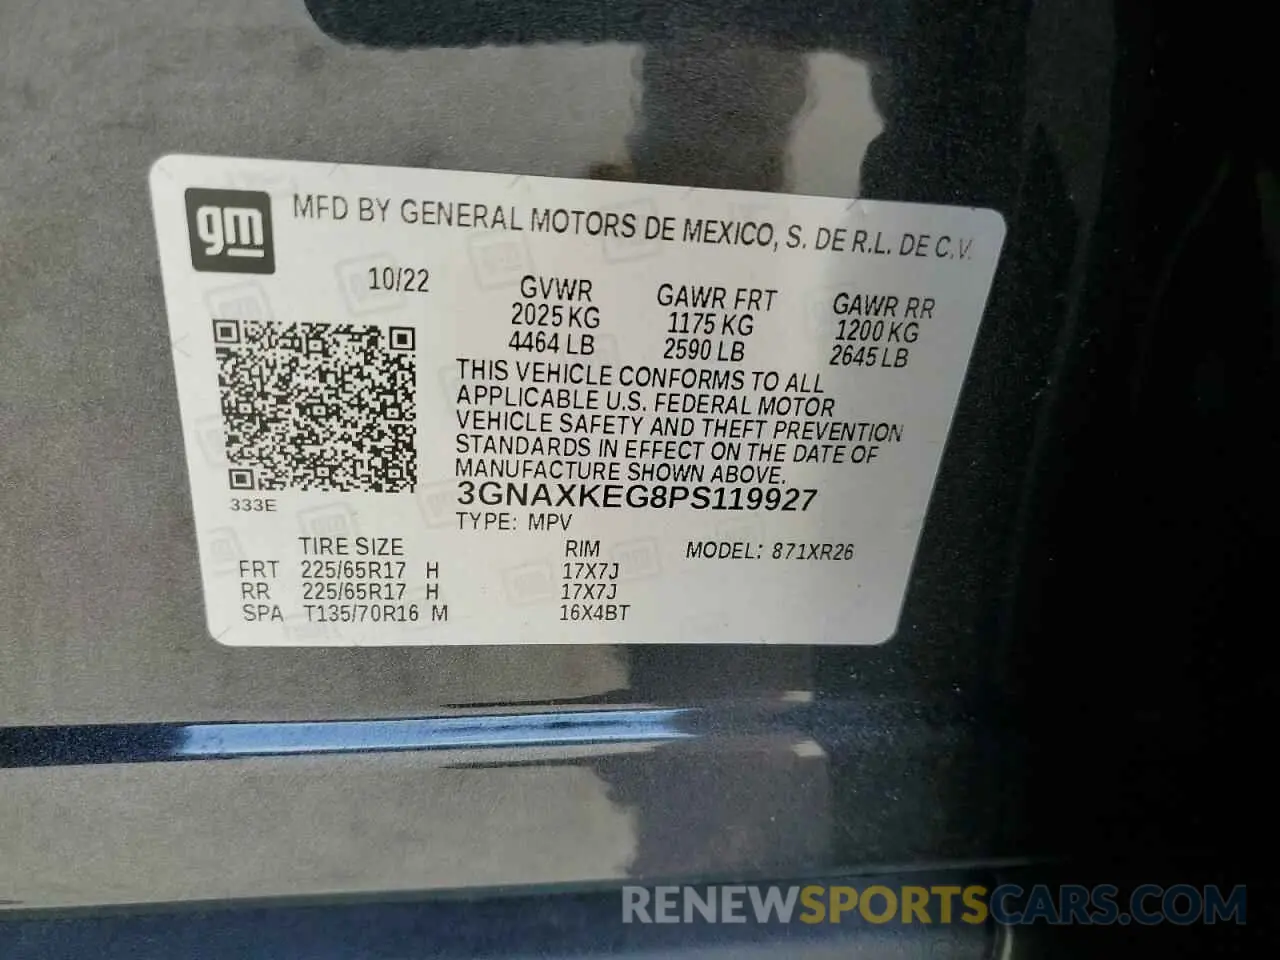 gm
MFD BY GENERAL MOTORS DE MEXICO, S. DE R.L. DE C.V.
10/22
GVWR GAWR FRT GAWR RR
2025 KG 1175 KG 1200 KG
4464 LB 2590 LB 2645 LB
THIS VEHICLE CONFORMS TO ALL
APPLICABLE U.S. FEDERAL MOTOR
VEHICLE SAFETY AND THEFT PREVENTION
STANDARDS IN EFFECT ON THE DATE OF
MANUFACTURE SHOWN ABOVE.
3GNAXKEG8PS119927
333E
TYPE: MPV
TIRE SIZE RIM MODEL: 871XR26
FRT 225/65R17 H 17X7J
RR 225/65R17 H 17X7J
SPA T135/70R16 M 16X4BT
RENEWSPORTSCARS.COM